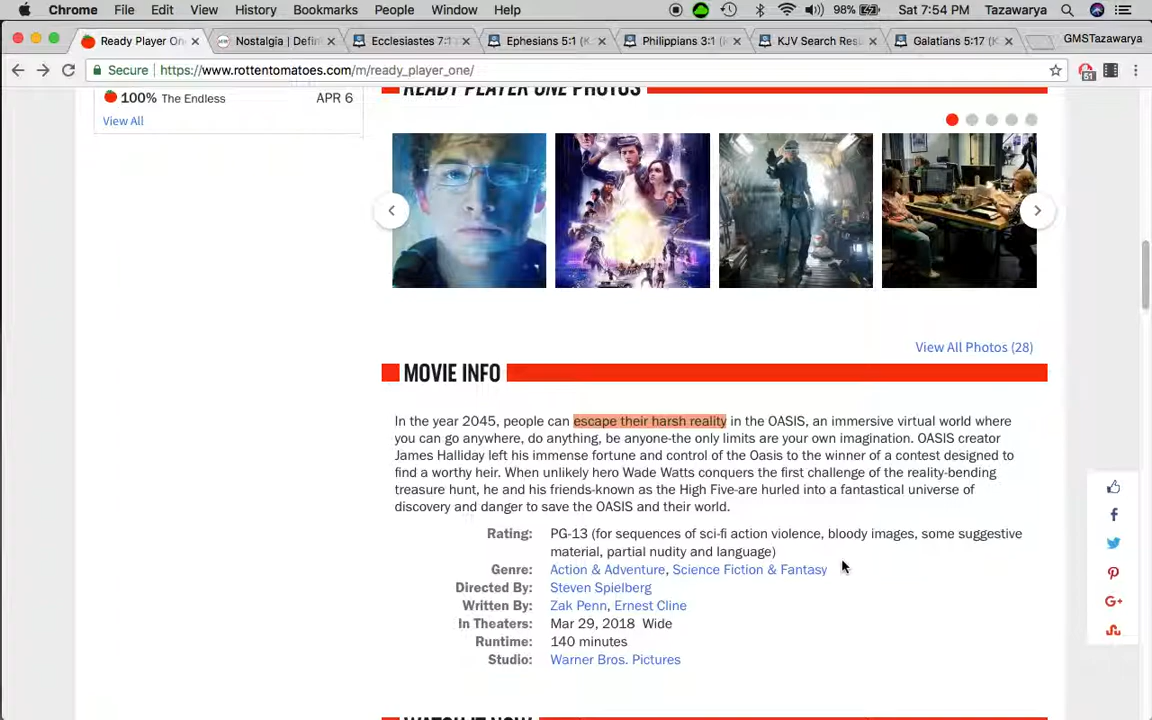 Chrome File Edit View History Bookmarks People Window Help 98% Sat 7:54 PM Tazawarya
Ready Player One Nostalgia | Defin Ecclesiastes 7:1 Ephesians 5:1 (K Philippians 3:1 (K KJV Search Res Galatians 5:17 (K GMSTazawarya
Secure https://www.rottentomatoes.com/m/ready_player_one/ 51
100% The Endless APR 6
View All
READY PLAYER ONE PHOTOS
View All Photos (28)
MOVIE INFO
In the year 2045, people can escape their harsh reality in the OASIS, an immersive virtual world where
you can go anywhere, do anything, be anyone-the only limits are your own imagination. OASIS creator
James Halliday left his immense fortune and control of the Oasis to the winner of a contest designed to
find a worthy heir. When unlikely hero Wade Watts conquers the first challenge of the reality-bending
treasure hunt, he and his friends-known as the High Five-are hurled into a fantastical universe of
discovery and danger to save the OASIS and their world.
Rating: PG-13 (for sequences of sci-fi action violence, bloody images, some suggestive
material, partial nudity and language)
Genre: Action & Adventure, Science Fiction & Fantasy
Directed By: Steven Spielberg
Written By: Zak Penn, Ernest Cline
In Theaters: Mar 29, 2018 Wide
Runtime: 140 minutes
Studio: Warner Bros. Pictures
WATCH IT NOW